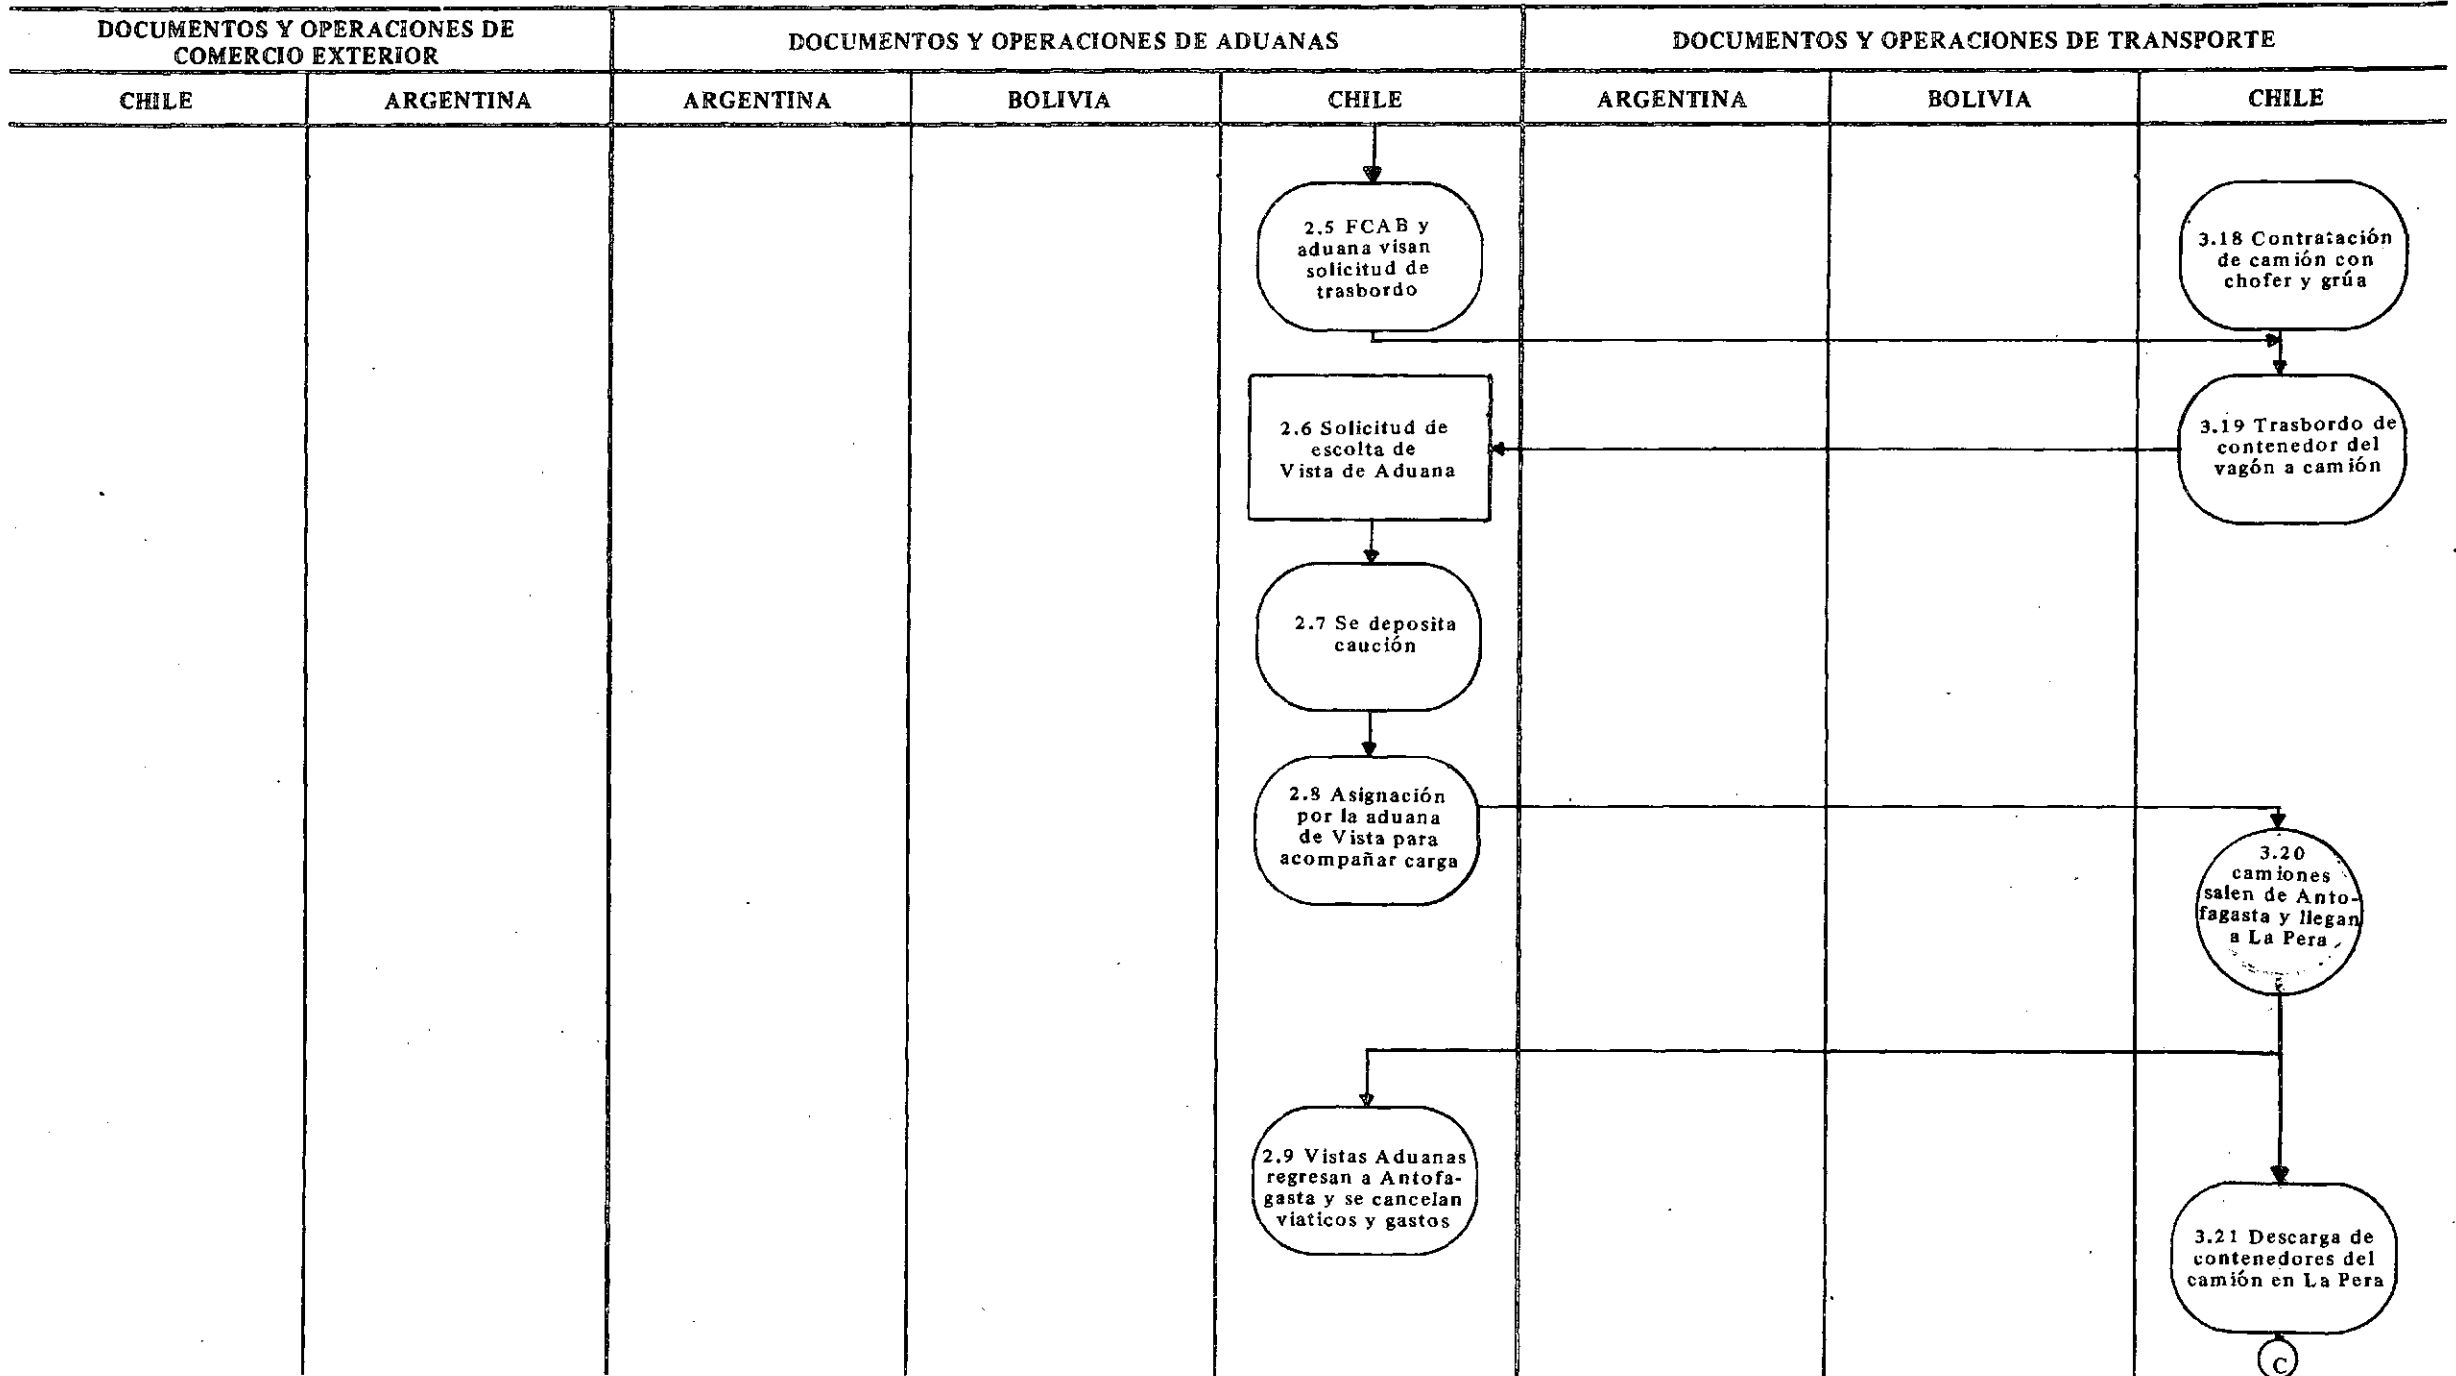 DOCUMENTOS Y OPERACIONES DE
COMERCIO EXTERIOR
DOCUMENTOS Y OPERACIONES DE ADUANAS
DOCUMENTOS Y OPERACIONES DE TRANSPORTE
CHILE
ARGENTINA
ARGENTINA
BOLIVIA
CHILE
ARGENTINA
BOLIVIA
CHILE
2.5 FCAB y
aduana visan
solicitud de
trasbordo
3.18 Contratación
de camión con
chofer y grúa
2.6 Solicitud de
escolta de
Vista de Aduana
3.19 Trasbordo de
contenedor del
vagón a camión
2.7 Se deposita
caución
2.8 Asignación
por la aduana
de Vista para
acompañar carga
3.20
camiones
salen de Anto-
fagasta y llegan
a La Pera
2.9 Vistas Aduanas
regresan a Antofa-
gasta y se cancelan
viaticos y gastos
3.21 Descarga de
contenedores del
camión en La Pera
C